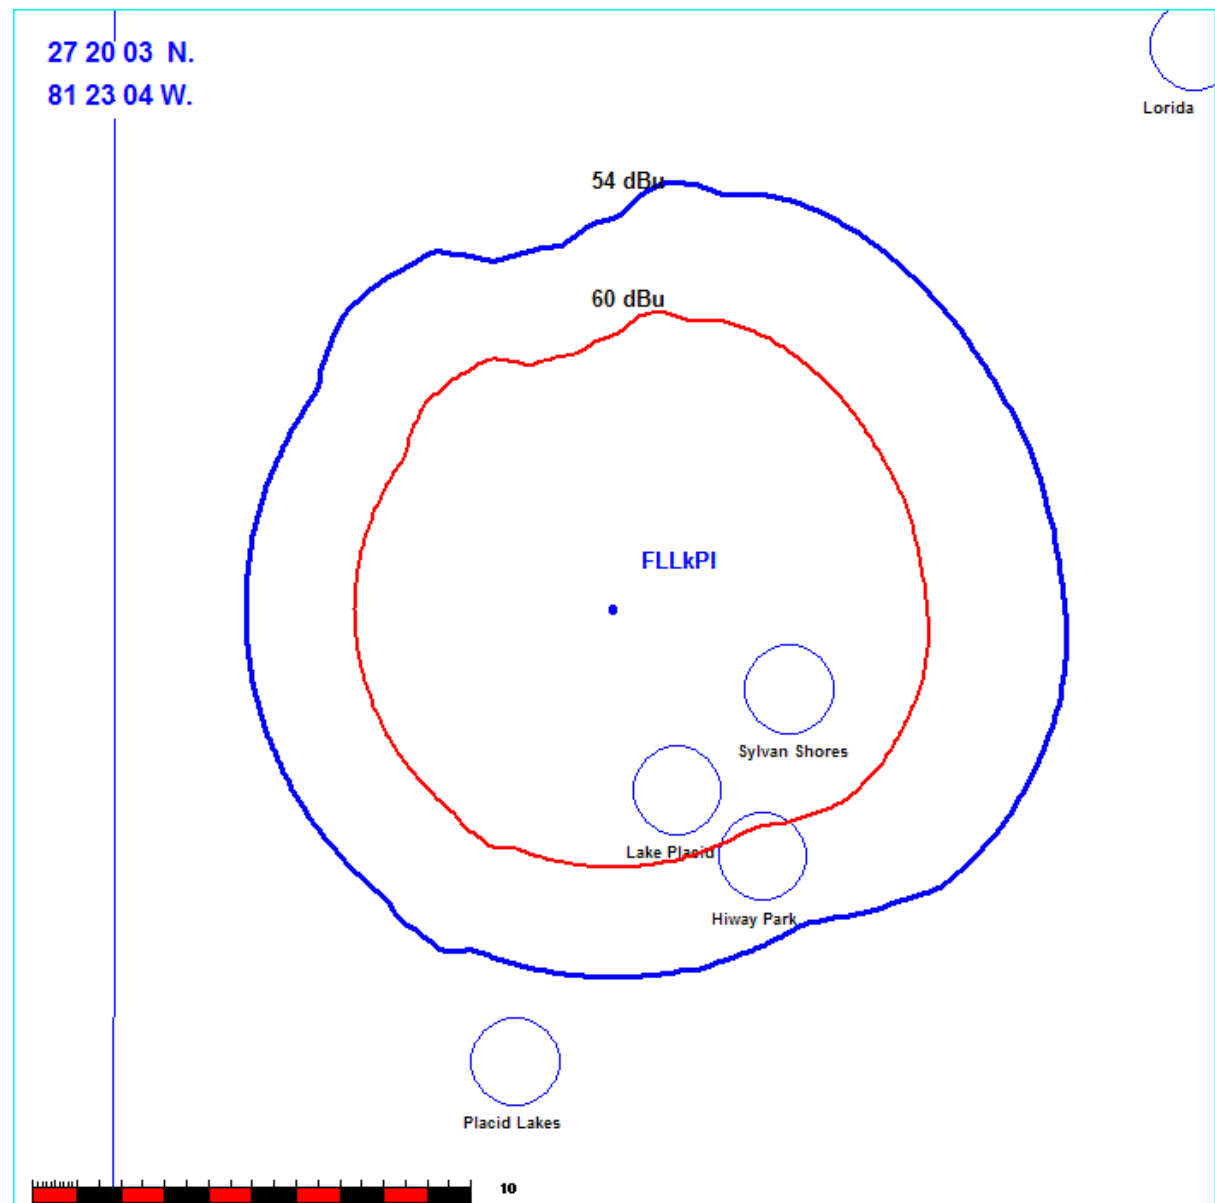 27 20 03 N.
81 23 04 W.
Lorida
54 dBu
60 dBu
FLLkPl
Sylvan Shores
Lake Placid
Hiway Park
Placid Lakes
10